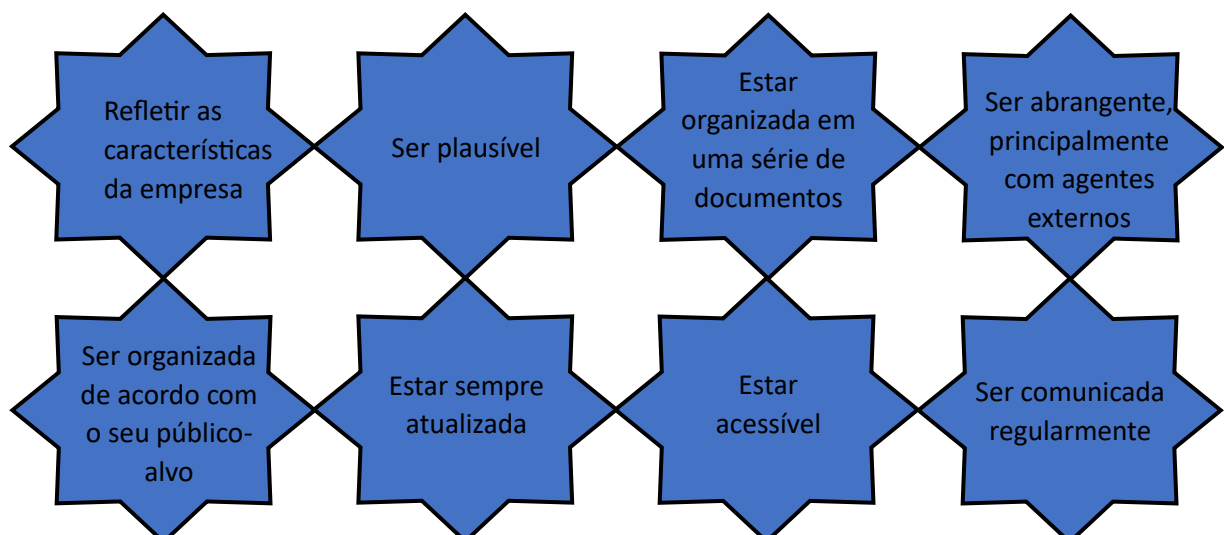 Refletir as
características
da empresa
Ser plausível
Estar
organizada em
uma série de
documentos
Ser abrangente,
principalmente
com agentes
externos
Ser organizada
de acordo com
o seu público-
alvo
Estar sempre
atualizada
Estar
acessível
Ser comunicada
regularmente